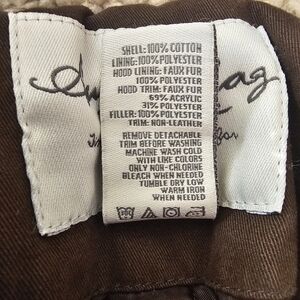 SHELL: 100% COTTON
LINING: 100% POLYESTER
HOOD LINING: FAUX FUR
100% POLYESTER
HOOD TRIM: FAUX FUR
69% ACRYLIC
31% POLYESTER
FILLER: 100% POLYESTER
TRIM: NON-LEATHER
REMOVE DETACHABLE
TRIM BEFORE WASHING
MACHINE WASH COLD
WITH LIKE COLORS
ONLY NON-CHLORINE
BLEACH WHEN NEEDED
TUMBLE DRY LOW
WARM IRON
WHEN NEEDED